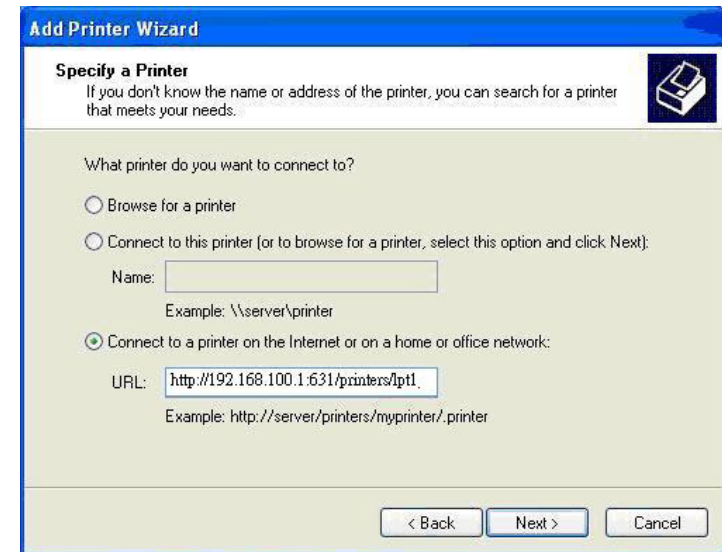 Add Printer Wizard
Specify a Printer
If you don't know the name or address of the printer, you can search for a printer
that meets your needs.
What printer do you want to connect to?
Browse for a printer
Connect to this printer (or to browse for a printer, select this option and click Next):
Name:
Example: \\server\printer
Connect to a printer on the Internet or on a home or office network:
URL: http://192.168.100.1:631/printers/lpt1
Example: http://server/printers/myprinter/.printer
< Back Next > Cancel